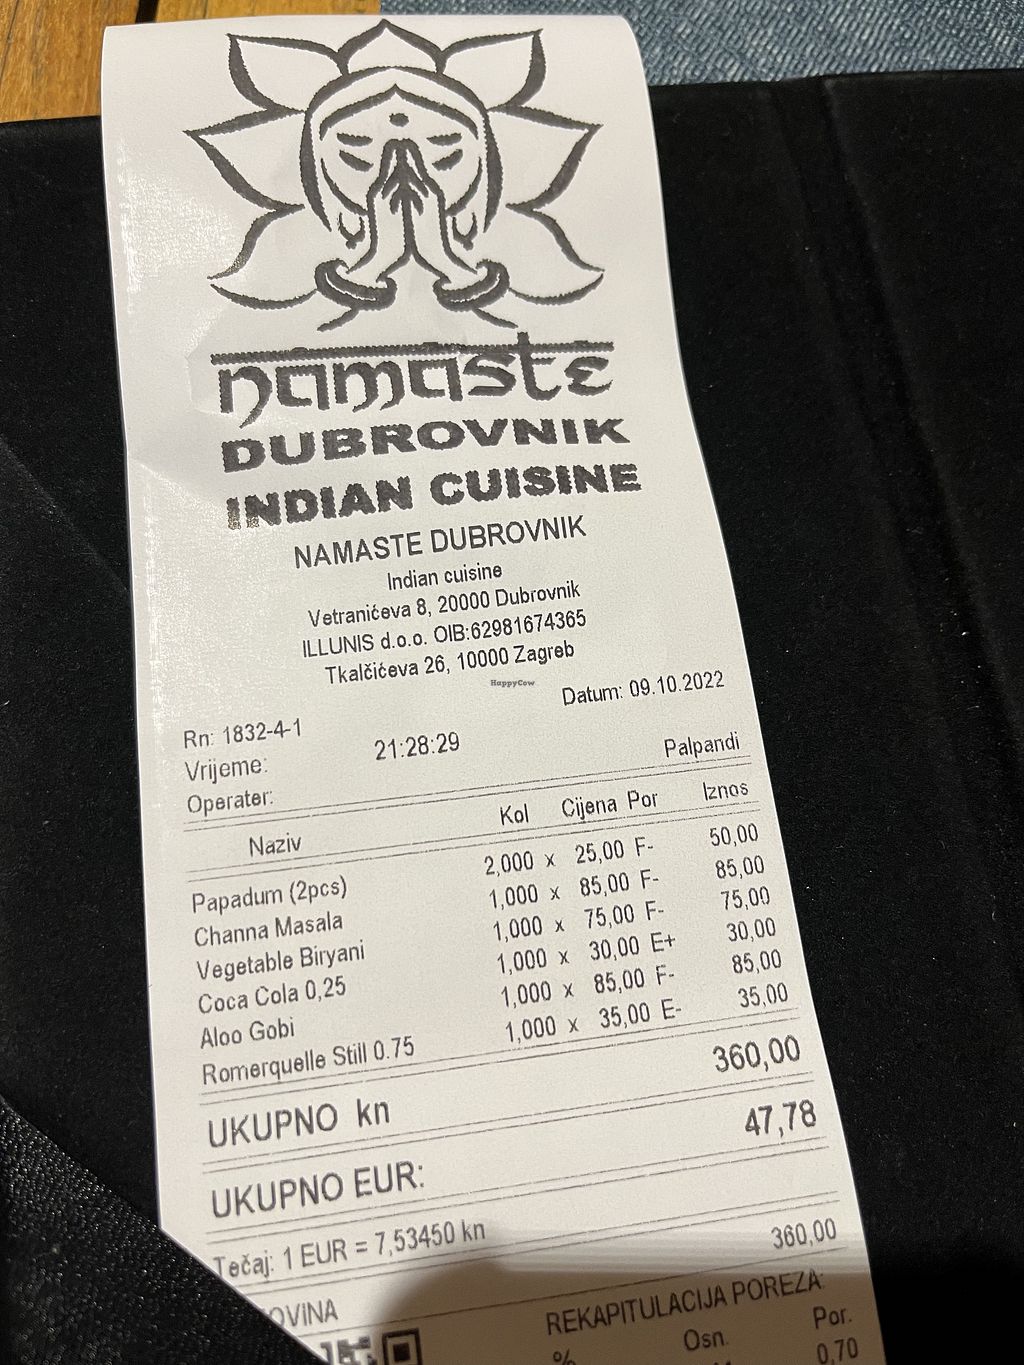 namaste
DUBROVNIK
INDIAN CUISINE
NAMASTE DUBROVNIK
Indian cuisine
Vetranićeva 8, 20000 Dubrovnik
ILLUNIS d.o.o. OIB:62981674365
Tkalčićeva 26, 10000 Zagreb
HappyCow
Rn: 1832-4-1 Datum: 09.10.2022
Vrijeme: 21:28:29
Operater: Palpandi
Naziv Kol Cijena Por Iznos
Papadum (2pcs) 2,000 x 25,00 F- 50,00
Channa Masala 1,000 x 85,00 F- 85,00
Vegetable Biryani 1,000 x 75,00 F- 75,00
Coca Cola 0,25 1,000 x 30,00 E+ 30,00
Aloo Gobi 1,000 x 85,00 F- 85,00
Romerquelle Still 0.75 1,000 x 35,00 E- 35,00
UKUPNO kn 360,00
UKUPNO EUR: 47,78
Tečaj: 1 EUR = 7,53450 kn
OVINA 360,00
REKAPITULACIJA POREZA:
% Osn. Por.
0,70